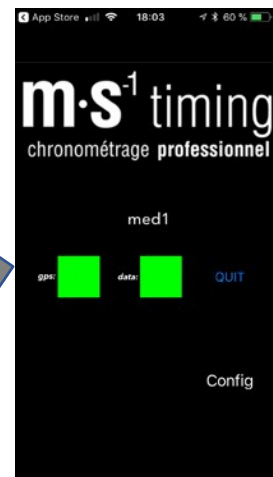 App Store 18:03 60 %
m·s-1 timing
chronométrage professionnel
med1
gps: data: QUIT
Config